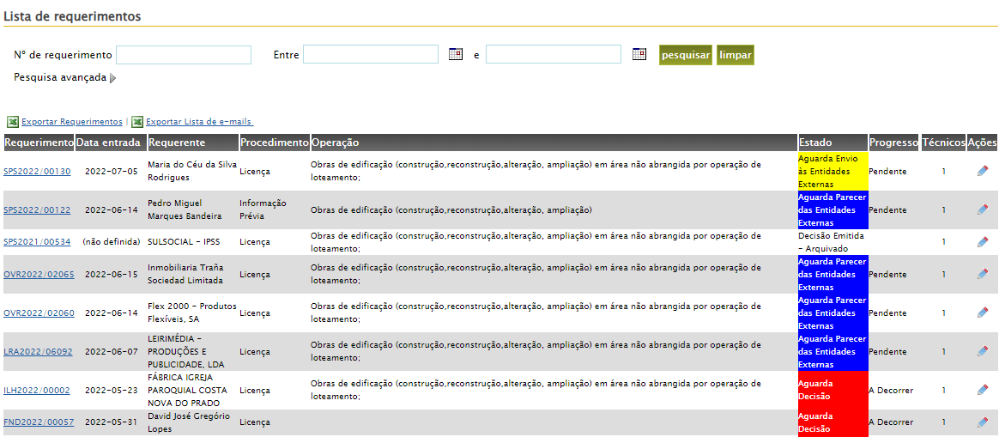 Lista de requerimentos
Nº de requerimento Entre e pesquisar limpar
Pesquisa avançada
Exportar Requerimentos | Exportar Lista de e-mails
Requerimento Data entrada Requerente Procedimento Operação Estado Progresso Técnicos Ações
SPS2022/00130 2022-07-05 Maria do Céu da Silva Rodrigues Licença Obras de edificação (construção,reconstrução,alteração, ampliação) em área não abrangida por operação de loteamento; Aguarda Envio às Entidades Externas Pendente 1
SPS2022/00122 2022-06-14 Pedro Miguel Marques Bandeira Informação Prévia Obras de edificação (construção,reconstrução,alteração, ampliação) Aguarda Parecer das Entidades Externas Pendente 1
SPS2021/00534 (não definida) SULSOCIAL - IPSS Licença Obras de edificação (construção,reconstrução,alteração, ampliação) em área não abrangida por operação de loteamento; Decisão Emitida - Arquivado 1
OVR2022/02065 2022-06-15 Inmobiliaria Traña Sociedad Limitada Licença Obras de edificação (construção,reconstrução,alteração, ampliação) em área não abrangida por operação de loteamento; Aguarda Parecer das Entidades Externas Pendente 1
OVR2022/02060 2022-06-14 Flex 2000 - Produtos Flexíveis, SA Licença Obras de edificação (construção,reconstrução,alteração, ampliação) em área não abrangida por operação de loteamento; Aguarda Parecer das Entidades Externas Pendente 1
LRA2022/06092 2022-06-07 LEIRIMÉDIA - PRODUÇÕES E PUBLICIDADE, LDA Licença Obras de edificação (construção,reconstrução,alteração, ampliação) em área não abrangida por operação de loteamento; Aguarda Parecer das Entidades Externas Pendente 1
ILH2022/00002 2022-05-23 FÁBRICA IGREJA PAROQUIAL COSTA NOVA DO PRADO Licença Obras de edificação (construção,reconstrução,alteração, ampliação) em área não abrangida por operação de loteamento; Aguarda Decisão A Decorrer 1
FND2022/00057 2022-05-31 David José Gregório Lopes Licença Aguarda Decisão A Decorrer 1